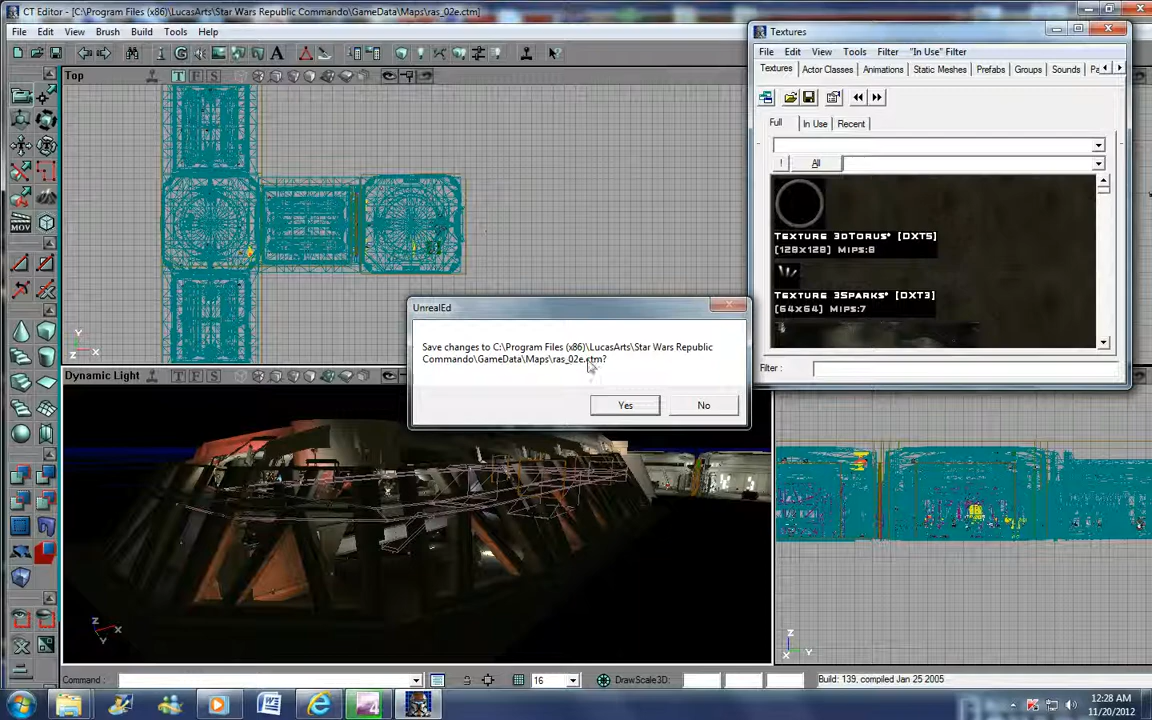 CT Editor - [C:\Program Files (x86)\LucasArts\Star Wars Republic Commando\GameData\Maps\ras_02e.ctm]
File Edit View Brush Build Tools Help
Top
T F S
Y
Z X
Textures
File Edit View Tools Filter "In Use" Filter
Textures Actor Classes Animations Static Meshes Prefabs Groups Sounds
Full In Use Recent
! All
Texture 3dTorus* [DXT5]
(128x128) Mips:8
Texture 3Sparks* [DXT3]
(64x64) Mips:7
Filter :
UnrealEd
Save changes to C:\Program Files (x86)\LucasArts\Star Wars Republic
Commando\GameData\Maps\ras_02e.ctm?
Yes No
Dynamic Light
Z X
Y
Z
X Y
MOV
Command : 16 DrawScale3D: Build: 139, compiled Jan 25 2005
12:28 AM
11/20/2012